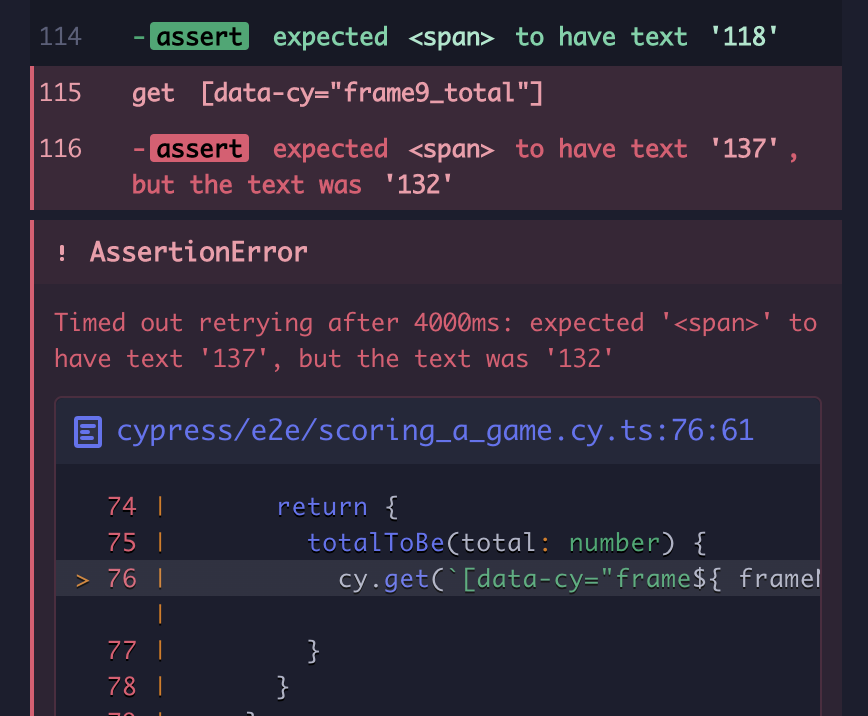 114 -assert expected <span> to have text '118'
115 get [data-cy="frame9_total"]
116 -assert expected <span> to have text '137',
but the text was '132'
! AssertionError
Timed out retrying after 4000ms: expected '<span>' to
have text '137', but the text was '132'
cypress/e2e/scoring_a_game.cy.ts:76:61
74 | return {
75 | totalToBe(total: number) {
> 76 | cy.get(`[data-cy="frame${ frame
|
77 | }
78 | }